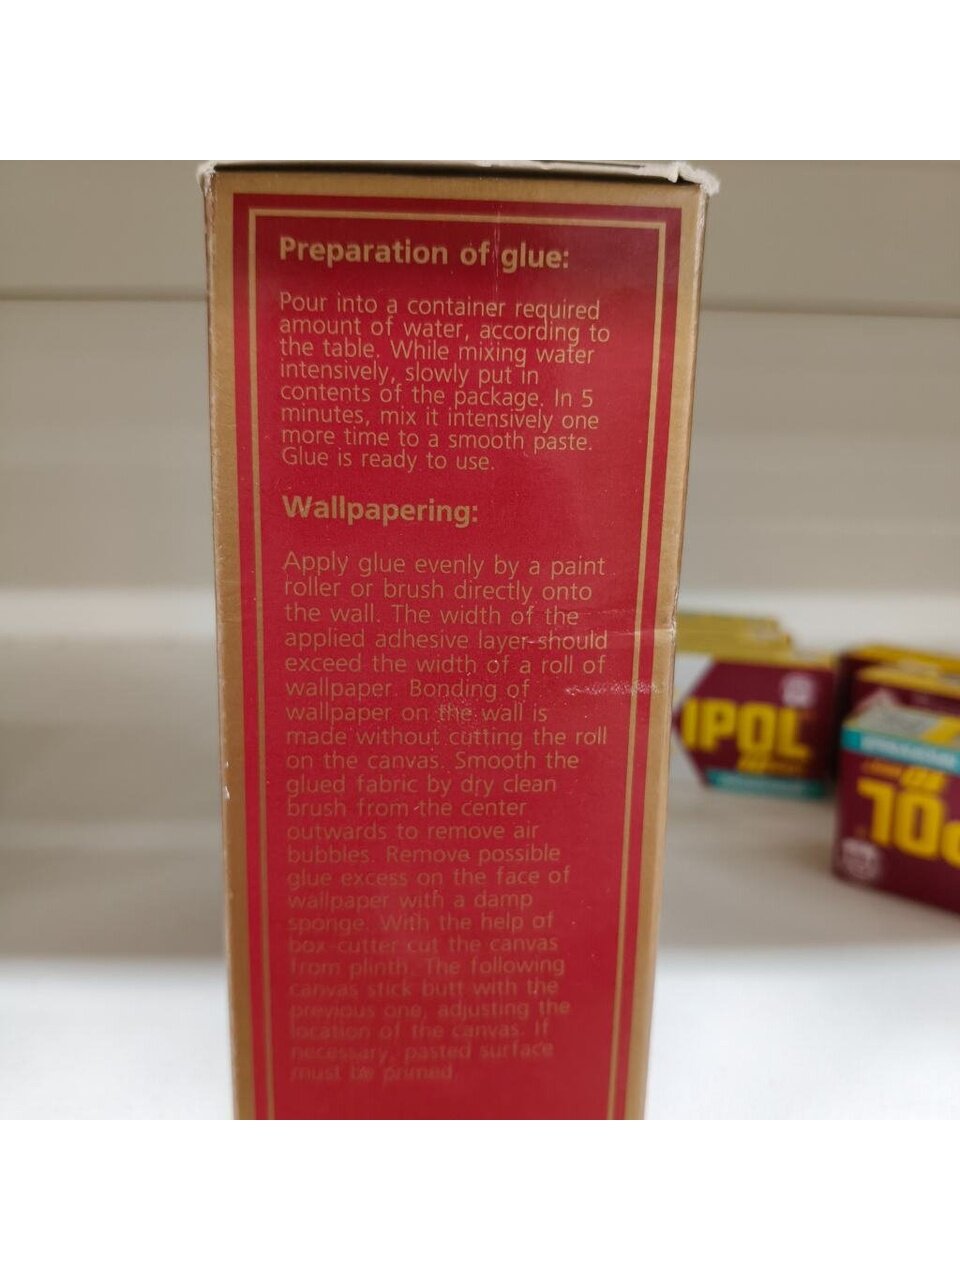 Preparation of glue:
Pour into a container required
amount of water, according to
the table. While mixing water
intensively, slowly put in
contents of the package. In 5
minutes, mix it intensively one
more time to a smooth paste.
Glue is ready to use.
Wallpapering:
Apply glue evenly by a paint
roller or brush directly onto
the wall. The width of the
applied adhesive layer should
exceed the width of a roll of
wallpaper. Bonding of
wallpaper on the wall is
made without cutting the roll
on the canvas. Smooth the
glued fabric by dry clean
brush from the center
outwards to remove air
bubbles. Remove possible
glue excess on the face of
wallpaper with a damp
sponge. With the help of
box-cutter cut the canvas
from plinth. The following
canvas stick butt with the
previous one, adjusting the
location of the canvas. If
necessary, pasted surface
must be primed.
IPOL